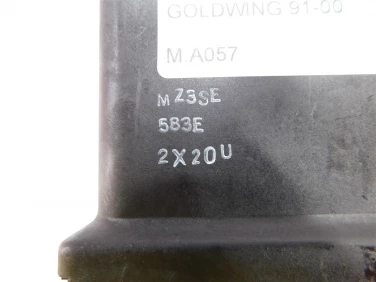 GOLDWING 91-00
M A057
MZ3SE
583E
2X20U